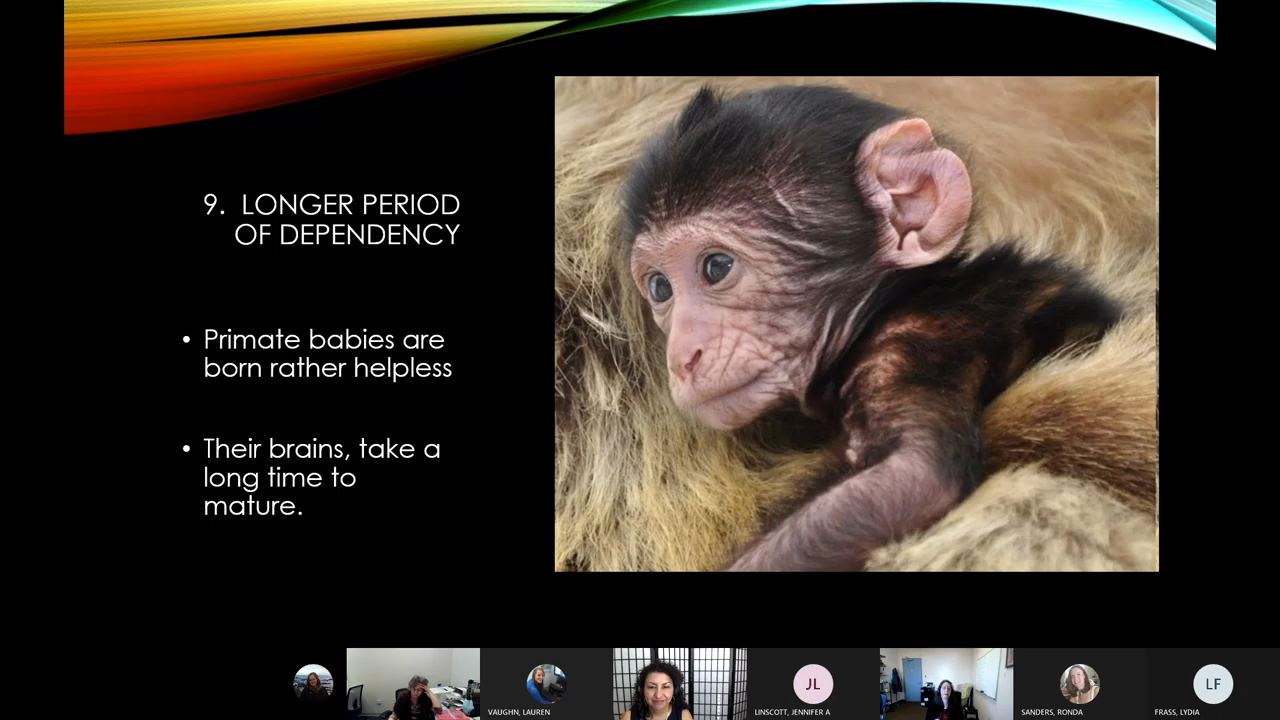 9. LONGER PERIOD
OF DEPENDENCY
• Primate babies are
born rather helpless
• Their brains, take a
long time to
mature.
VAUGHN, LAUREN
JL
LINSCOTT, JENNIFER A
SANDERS, RONDA
LF
FRASS, LYDIA